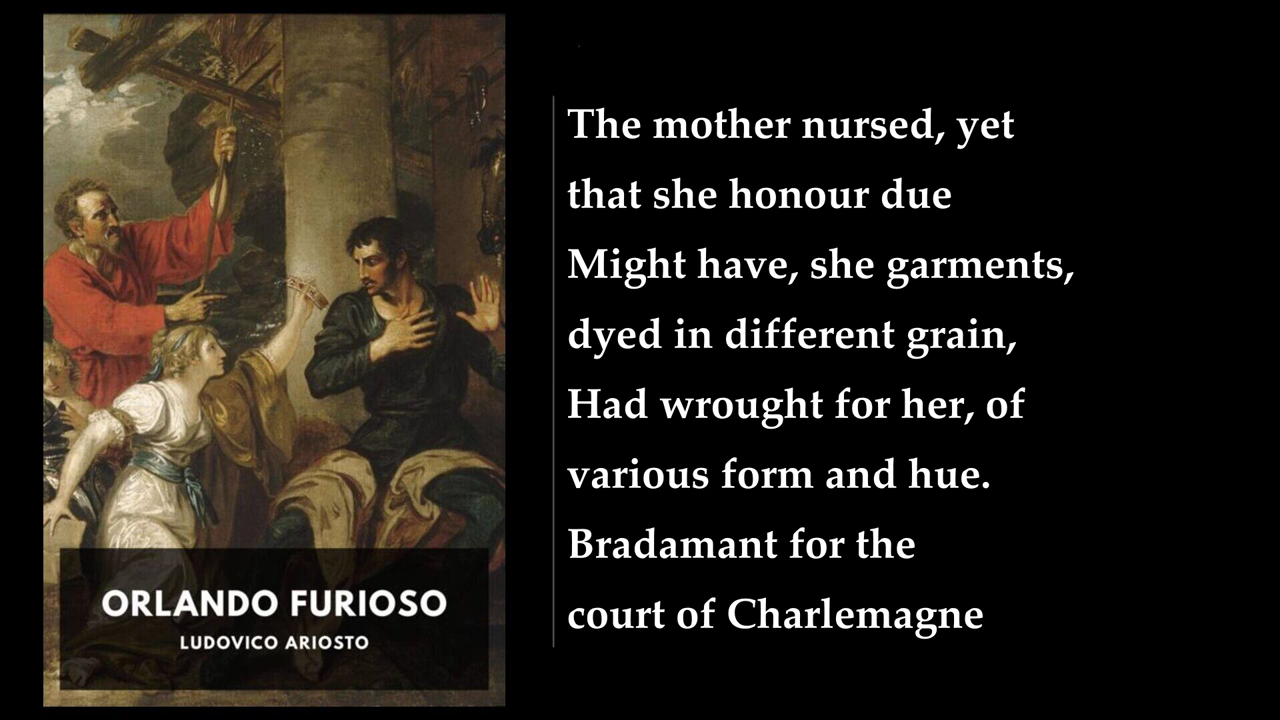 ORLANDO FURIOSO
LUDOVICO ARIOSTO
The mother nursed, yet
that she honour due
Might have, she garments,
dyed in different grain,
Had wrought for her, of
various form and hue.
Bradamant for the
court of Charlemagne